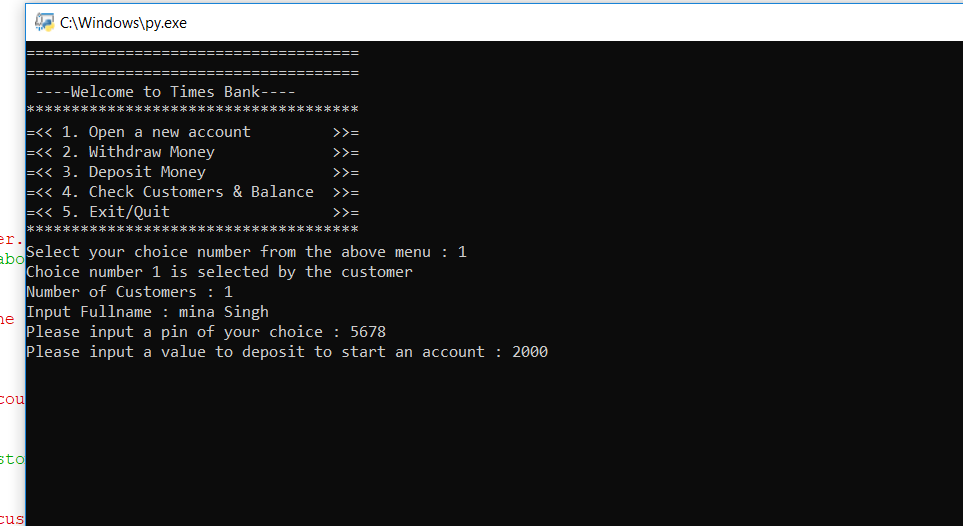 C:\Windows\py.exe
=====================================
=====================================
 ----Welcome to Times Bank----
*************************************
=<< 1. Open a new account         >>=
=<< 2. Withdraw Money             >>=
=<< 3. Deposit Money              >>=
=<< 4. Check Customers & Balance  >>=
=<< 5. Exit/Quit                  >>=
*************************************
er.
Select your choice number from the above menu : 1
abo
Choice number 1 is selected by the customer
Number of Customers : 1
Input Fullname : mina Singh
ne
Please input a pin of your choice : 5678
Please input a value to deposit to start an account : 2000
cou
sto
cus